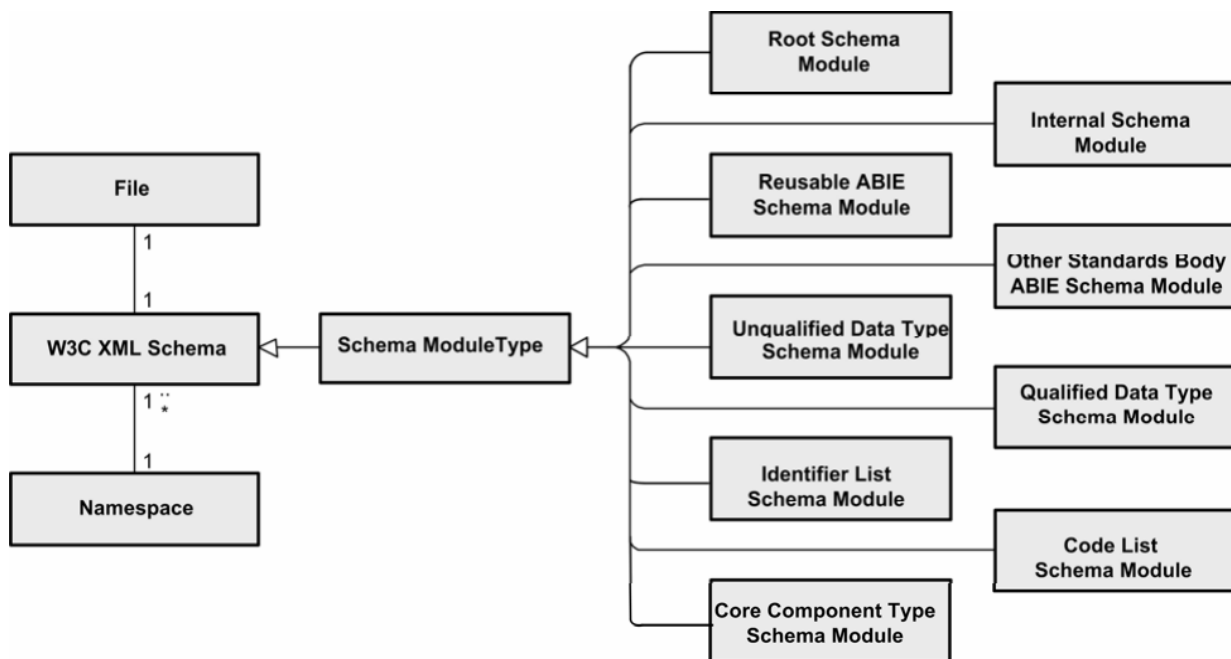 Root Schema
Module
Internal Schema
Module
File
Reusable ABIE
Schema Module
1
Other Standards Body
ABIE Schema Module
1
Unqualified Data Type
Schema Module
W3C XML Schema
Schema ModuleType
1 ..
*
Qualified Data Type
Schema Module
1
Identifier List
Schema Module
Namespace
Code List
Schema Module
Core Component Type
Schema Module